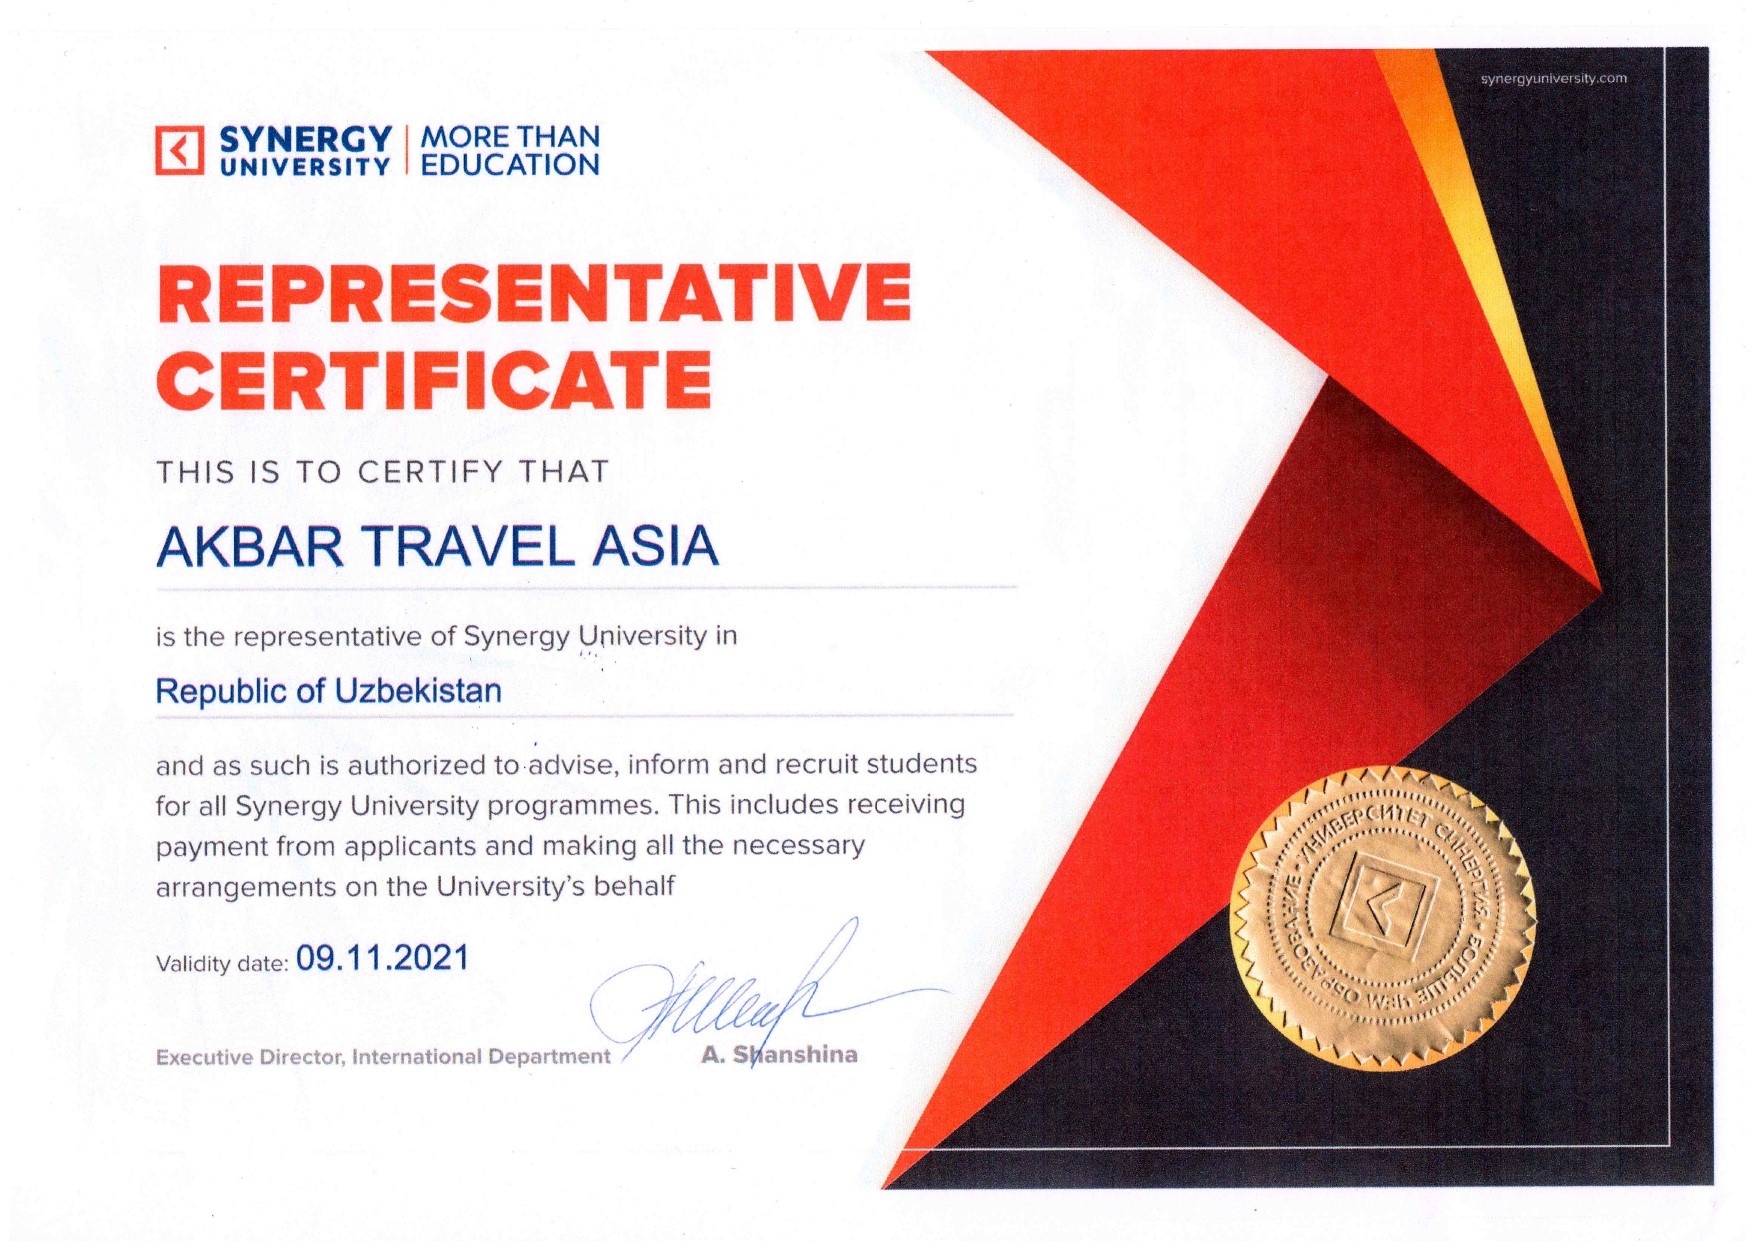 synergyuniversity.com
SYNERGY
UNIVERSITY
MORE THAN
EDUCATION
REPRESENTATIVE
CERTIFICATE
THIS IS TO CERTIFY THAT
AKBAR TRAVEL ASIA
is the representative of Synergy University in
Republic of Uzbekistan
and as such is authorized to advise, inform and recruit students
for all Synergy University programmes. This includes receiving
payment from applicants and making all the necessary
arrangements on the University's behalf
Validity date: 09.11.2021
Executive Director, International Department
A. Shanshina
УНИВЕРСИТЕТ СИНЕРГИЯ • БОЛЬШЕ ЧЕМ ОБРАЗОВАНИЕ •